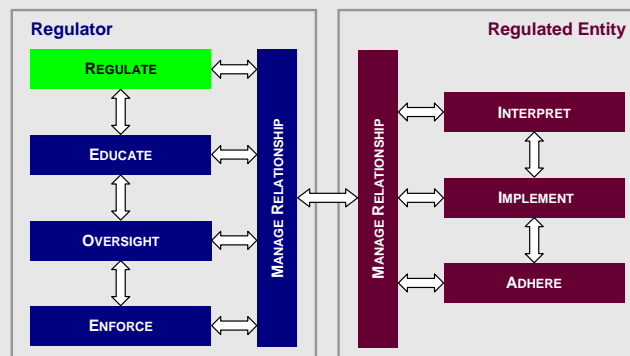 Regulator
REGULATE
EDUCATE
OVERSIGHT
ENFORCE
MANAGE RELATIONSHIP
Regulated Entity
MANAGE RELATIONSHIP
INTERPRET
IMPLEMENT
ADHERE